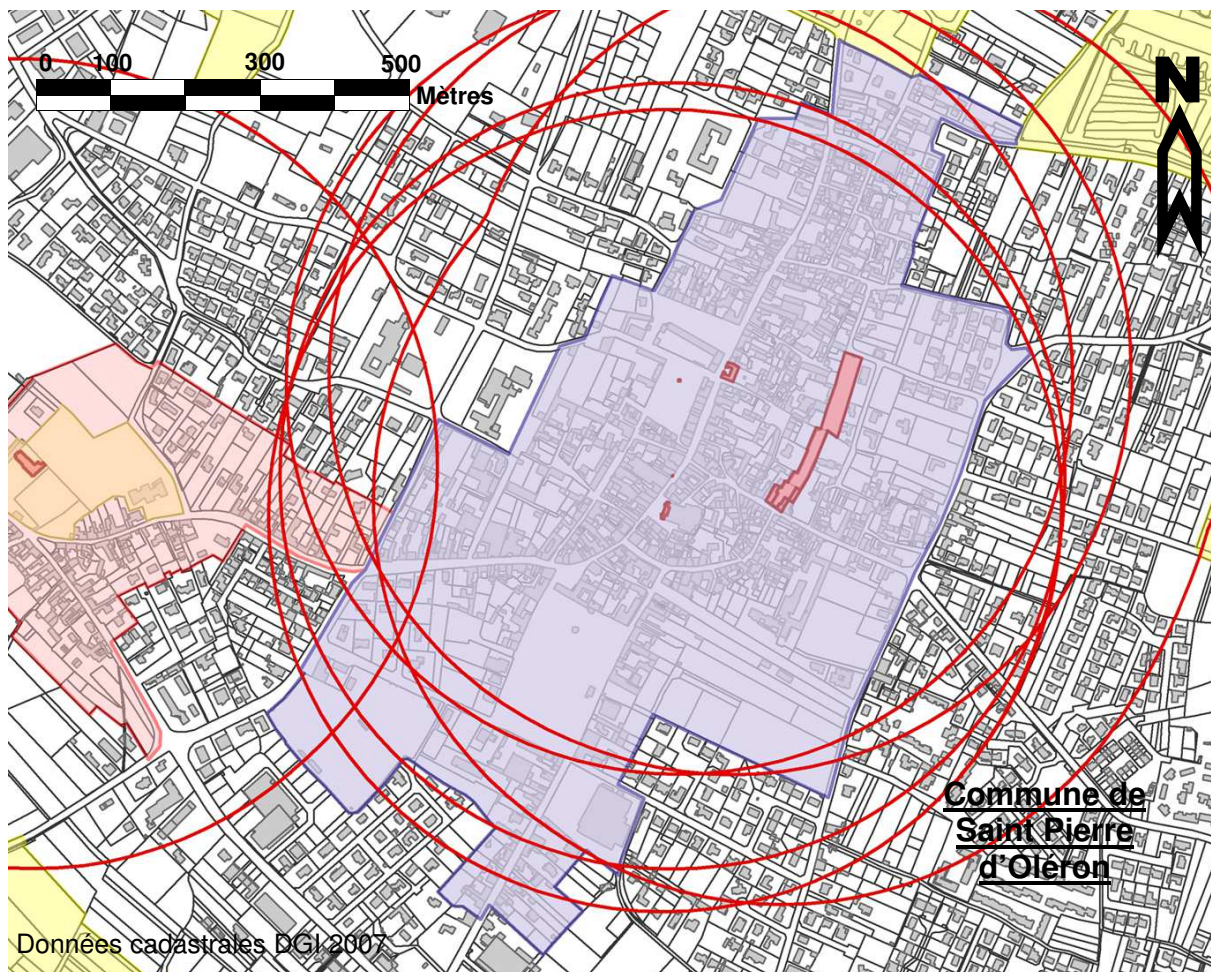 0 100 300 500
Mètres
N
Commune de
Saint Pierre
d'Oléron
Données cadastrales DGI 2007